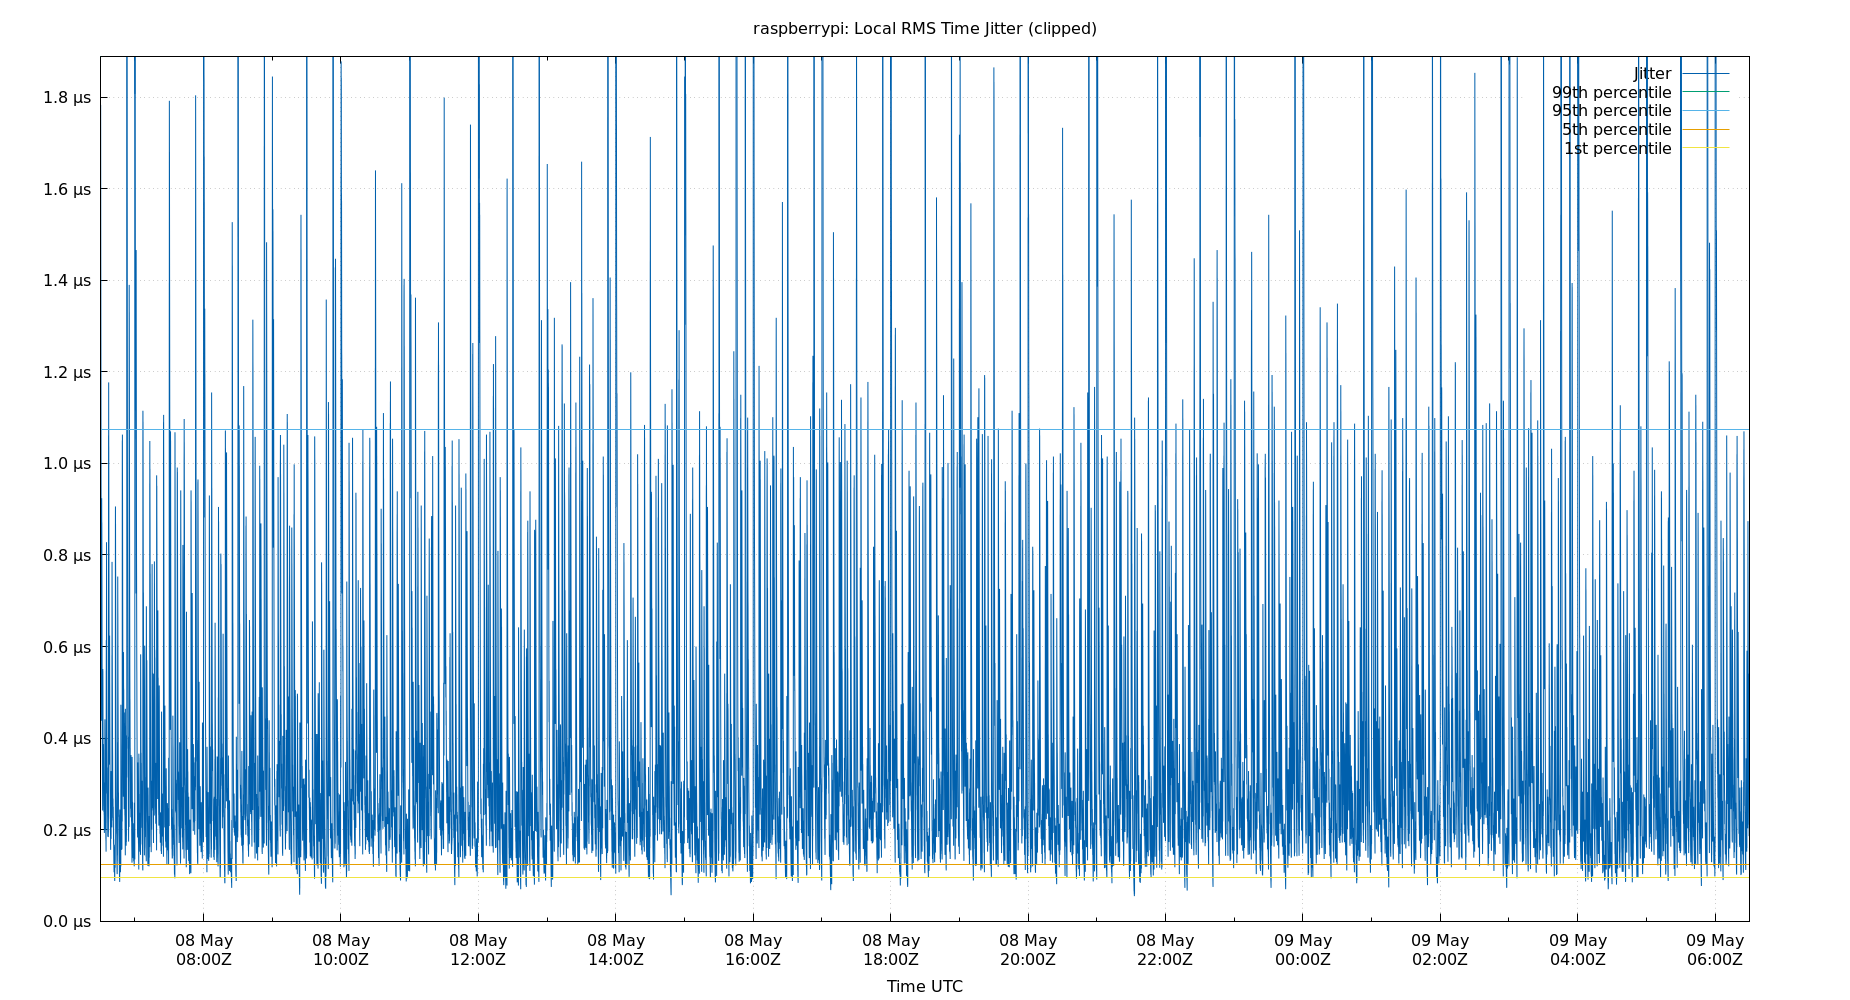 raspberrypi: Local RMS Time Jitter (clipped)
Jitter
99th percentile
95th percentile
5th percentile
1st percentile
1.8 µs
1.6 µs
1.4 µs
1.2 µs
1.0 µs
0.8 µs
0.6 µs
0.4 µs
0.2 µs
0.0 µs
08 May 08 May 08 May 08 May 08 May 08 May 08 May 08 May 09 May 09 May 09 May 09 May
08:00Z 10:00Z 12:00Z 14:00Z 16:00Z 18:00Z 20:00Z 22:00Z 00:00Z 02:00Z 04:00Z 06:00Z
Time UTC